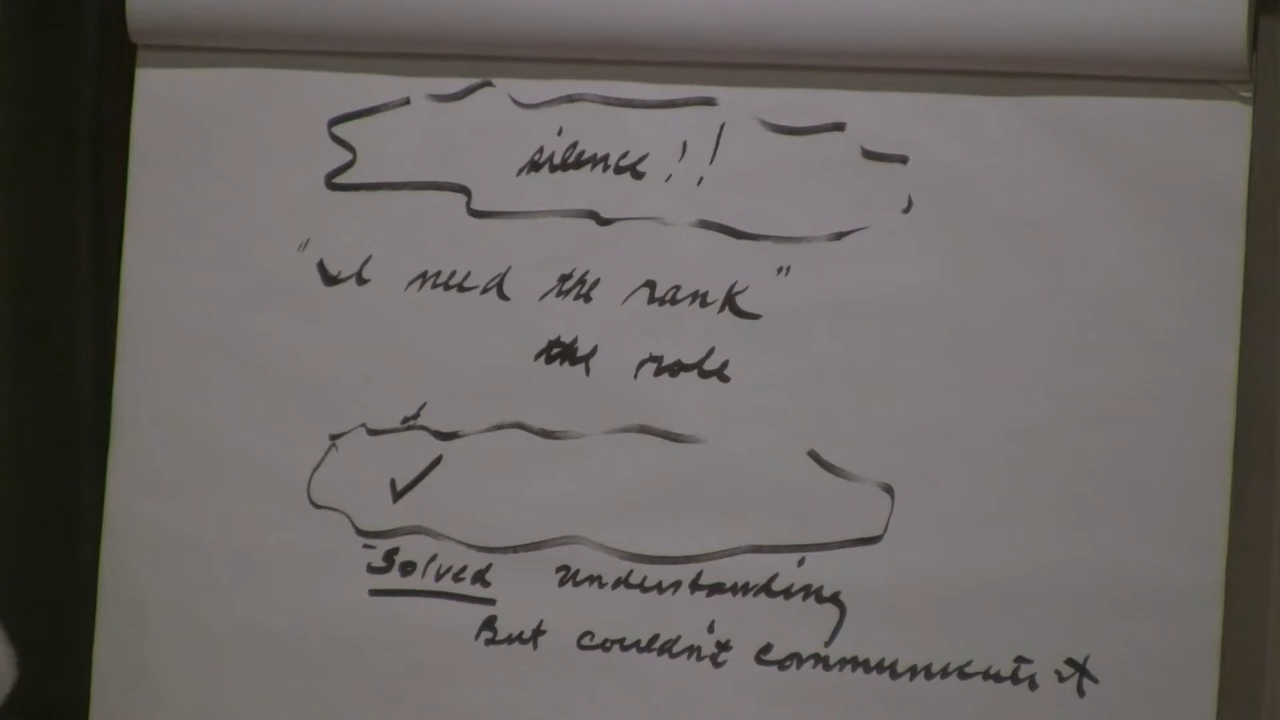 silence!!
"I need the rank"
the role
Solved understanding
But couldn't communicate it